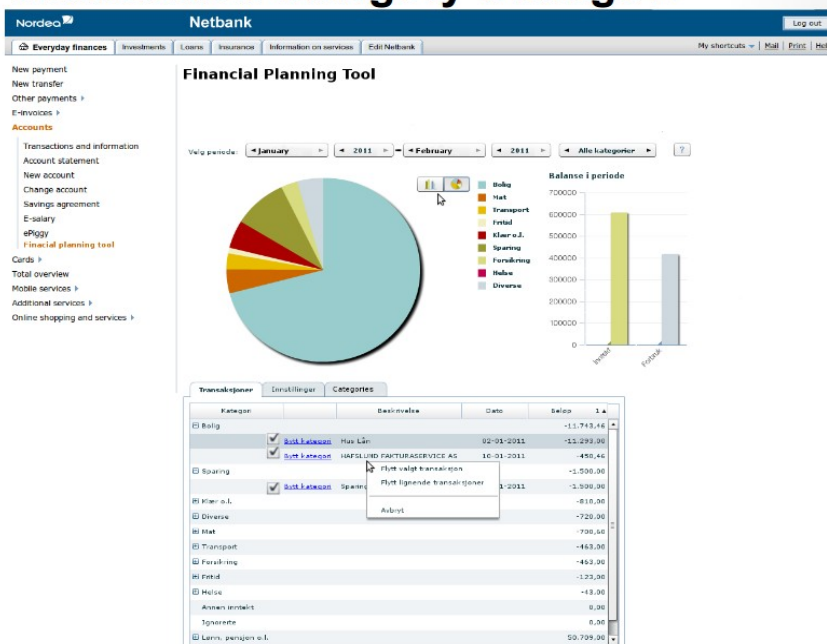 Nordea
Netbank
Log out
Everyday finances
Investments
Loans
Insurance
Information on services
Edit Netbank
My shortcuts
Mail
Print
Hel
New payment
New transfer
Other payments
E-invoices
Accounts
Transactions and information
Account statement
New account
Change account
Savings agreement
E-salary
ePiggy
Finacial planning tool
Cards
Total overview
Mobile services
Additional services
Online shopping and services
Financial Planning Tool
Velg periode:
January
2011
February
2011
Alle kategorier
?
Bolig
Mat
Transport
Fritid
Klær o.l.
Sparing
Forsikring
Helse
Diverse
Balanse i periode
700000
600000
500000
400000
300000
200000
100000
0
Inntekt
Forbruk
Transaksjoner
Innstillinger
Categories
Kategori
Beskrivelse
Dato
Beløp
1
Bolig -11.743,46
Bytt kategori Hus Lån 02-01-2011 -11.293,00
Bytt kategori HAFSLUND FAKTURASERVICE AS 10-01-2011 -450,46
Sparing -1.500,00
Bytt kategori Sparing 1-2011 -1.500,00
Flytt valgt transaksjon
Flytt lignende transaksjoner
Avbryt
Klær o.l. -818,00
Diverse -720,00
Mat -700,60
Transport -463,00
Forsikring -463,00
Fritid -123,00
Helse -43,00
Annen inntekt 0,00
Ignorerte 0,00
Lønn, pensjon o.l. 50.709,00